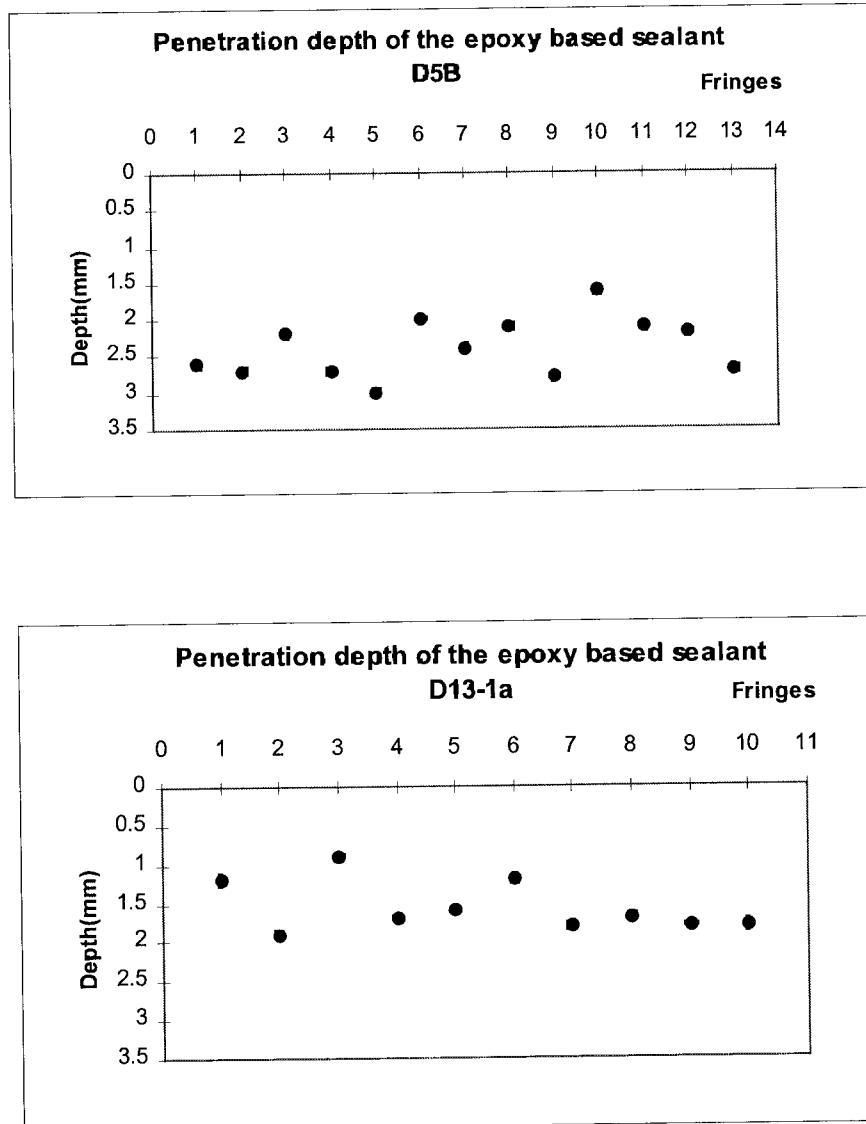 Penetration depth of the epoxy based sealant
D5B
Fringes
0 1 2 3 4 5 6 7 8 9 10 11 12 13 14
0
0.5
1
1.5
2
2.5
3
3.5
Depth(mm)
Penetration depth of the epoxy based sealant
D13-1a
Fringes
0 1 2 3 4 5 6 7 8 9 10 11
0
0.5
1
1.5
2
2.5
3
3.5
Depth(mm)